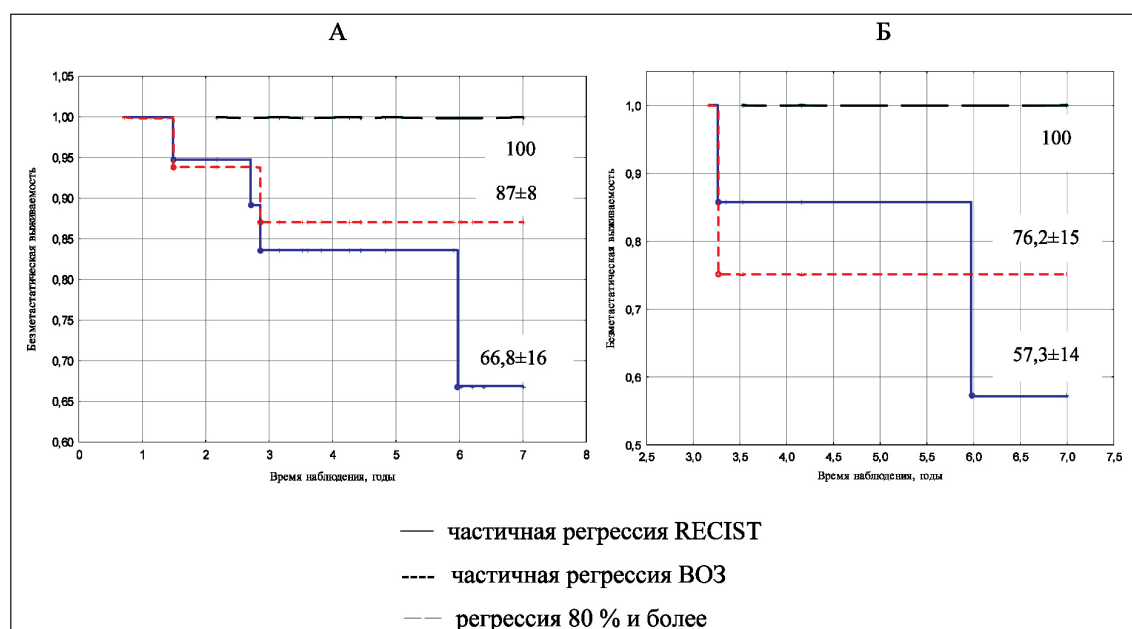 А
Б
Безметастатическая выживаемость
1,05
1,00
0,95
0,90
0,85
0,80
0,75
0,70
0,65
0,60
100
87±8
66,8±16
0 1 2 3 4 5 6 7 8
Время наблюдения, годы
Безметастатическая выживаемость
1,0
0,9
0,8
0,7
0,6
0,5
100
76,2±15
57,3±14
2,5 3,0 3,5 4,0 4,5 5,0 5,5 6,0 6,5 7,0 7,5
Время наблюдения, годы
частичная регрессия RECIST
частичная регрессия ВОЗ
регрессия 80 % и более